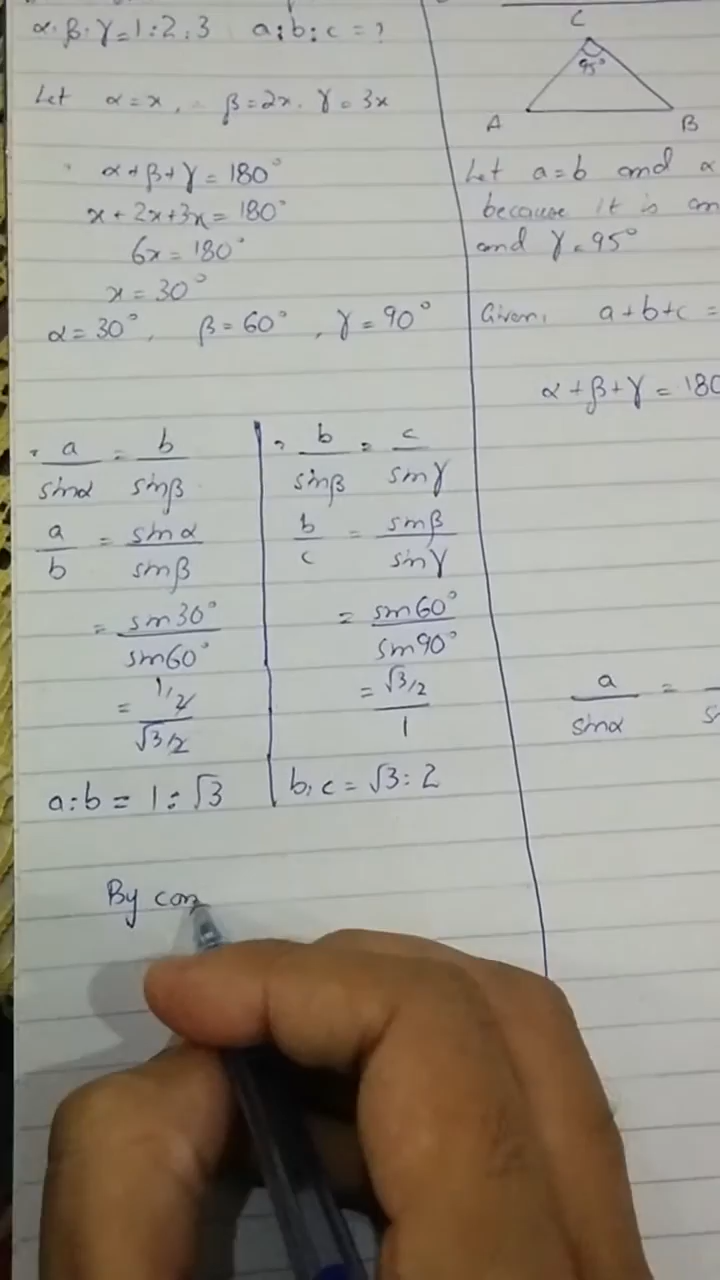 α:β:γ=1:2:3 a:b:c=?
Let α=x, β=2x, γ=3x
α+β+γ=180°
x+2x+3x=180°
6x=180°
x=30°
α=30°, β=60°, γ=90°
a/sinα = b/sinβ
a/b = sinα/sinβ
= sin30°/sin60°
= 1/2 / √3/2
a:b = 1:√3
b/sinβ = c/sinγ
b/c = sinβ/sinγ
= sin60°/sin90°
= √3/2 / 1
b:c = √3:2
By com
C
95°
A B
Let a=b and α
because it is an
and γ=95°
Given, a+b+c=
α+β+γ=180
a/sinα =